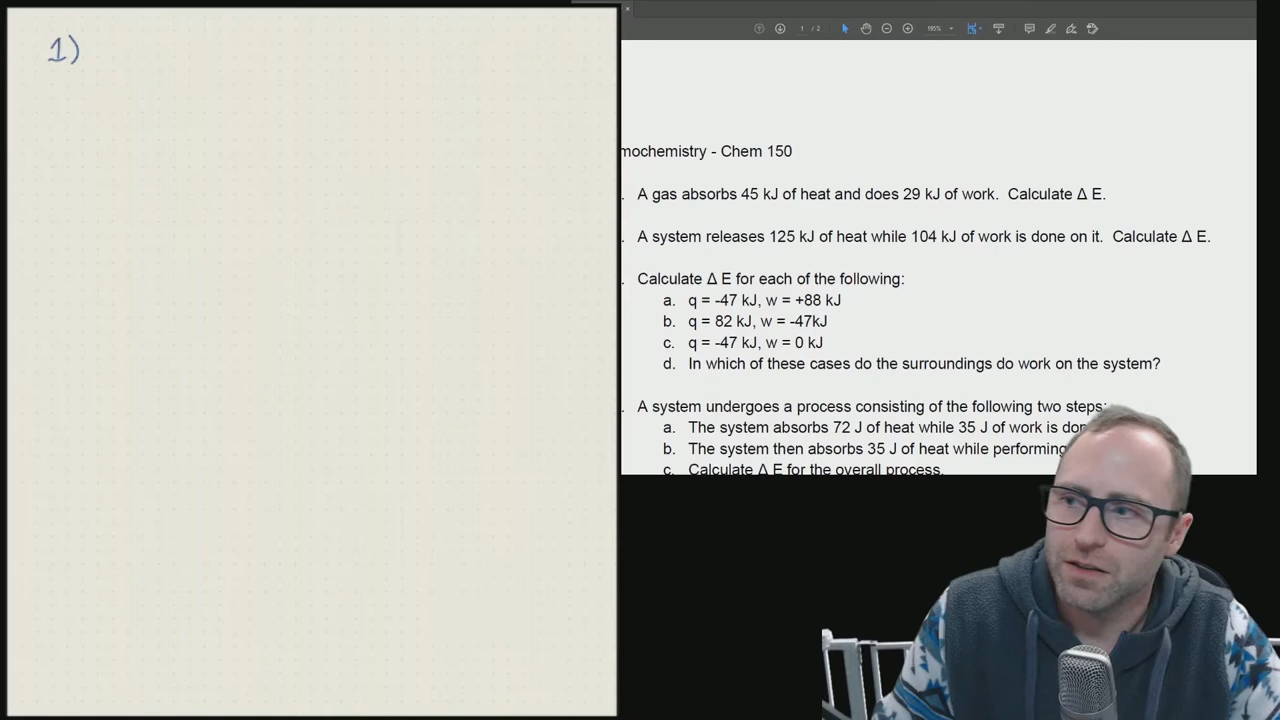 1)
1 / 2
195%
mochemistry - Chem 150
. A gas absorbs 45 kJ of heat and does 29 kJ of work. Calculate Δ E.
. A system releases 125 kJ of heat while 104 kJ of work is done on it. Calculate Δ E.
. Calculate Δ E for each of the following:
a. q = -47 kJ, w = +88 kJ
b. q = 82 kJ, w = -47kJ
c. q = -47 kJ, w = 0 kJ
d. In which of these cases do the surroundings do work on the system?
. A system undergoes a process consisting of the following two steps:
a. The system absorbs 72 J of heat while 35 J of work is don
b. The system then absorbs 35 J of heat while performing
c. Calculate Δ E for the overall process.